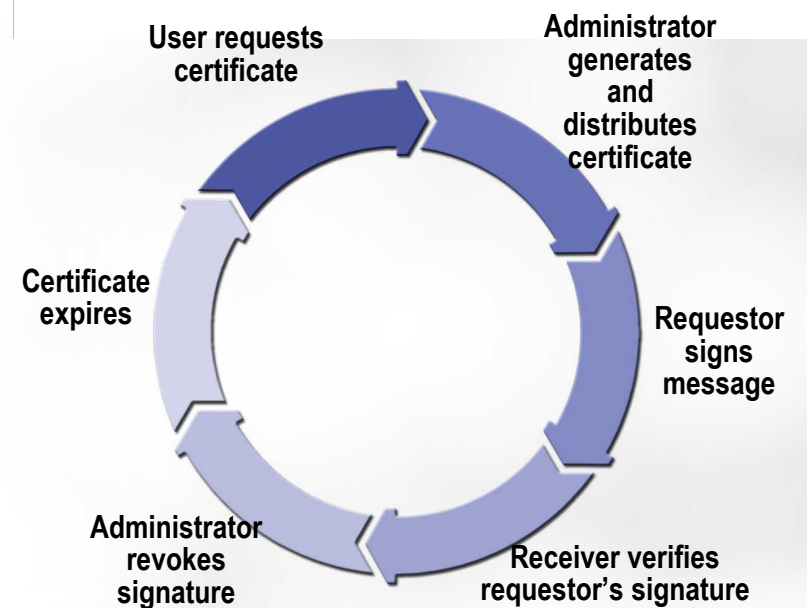 User requests
certificate
Administrator
generates
and
distributes
certificate
Requestor
signs
message
Receiver verifies
requestor’s signature
Administrator
revokes
signature
Certificate
expires